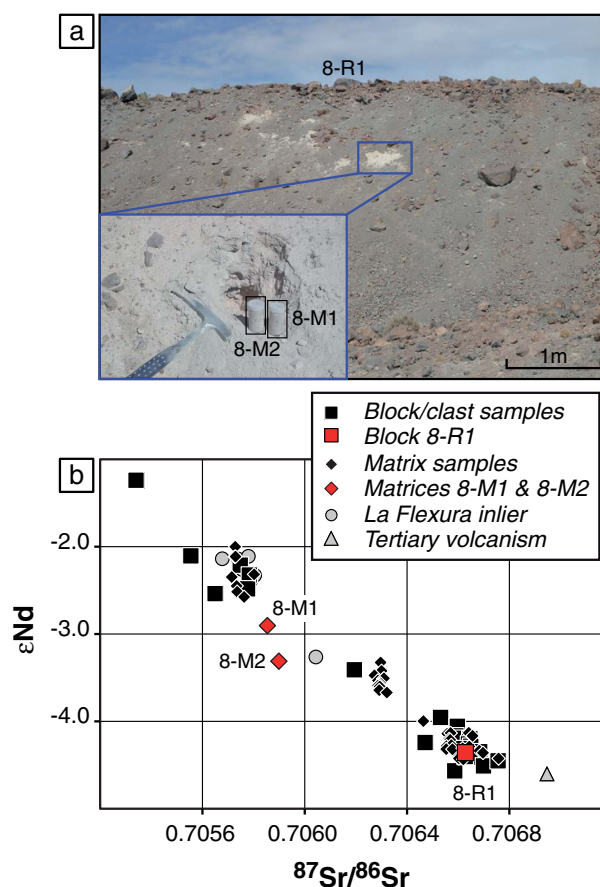 a
8-R1
8-M1
8-M2
1m
Block/clast samples
Block 8-R1
Matrix samples
Matrices 8-M1 & 8-M2
La Flexura inlier
Tertiary volcanism
b
-2.0
-3.0
-4.0
εNd
8-M1
8-M2
8-R1
0.7056 0.7060 0.7064 0.7068
⁸⁷Sr/⁸⁶Sr